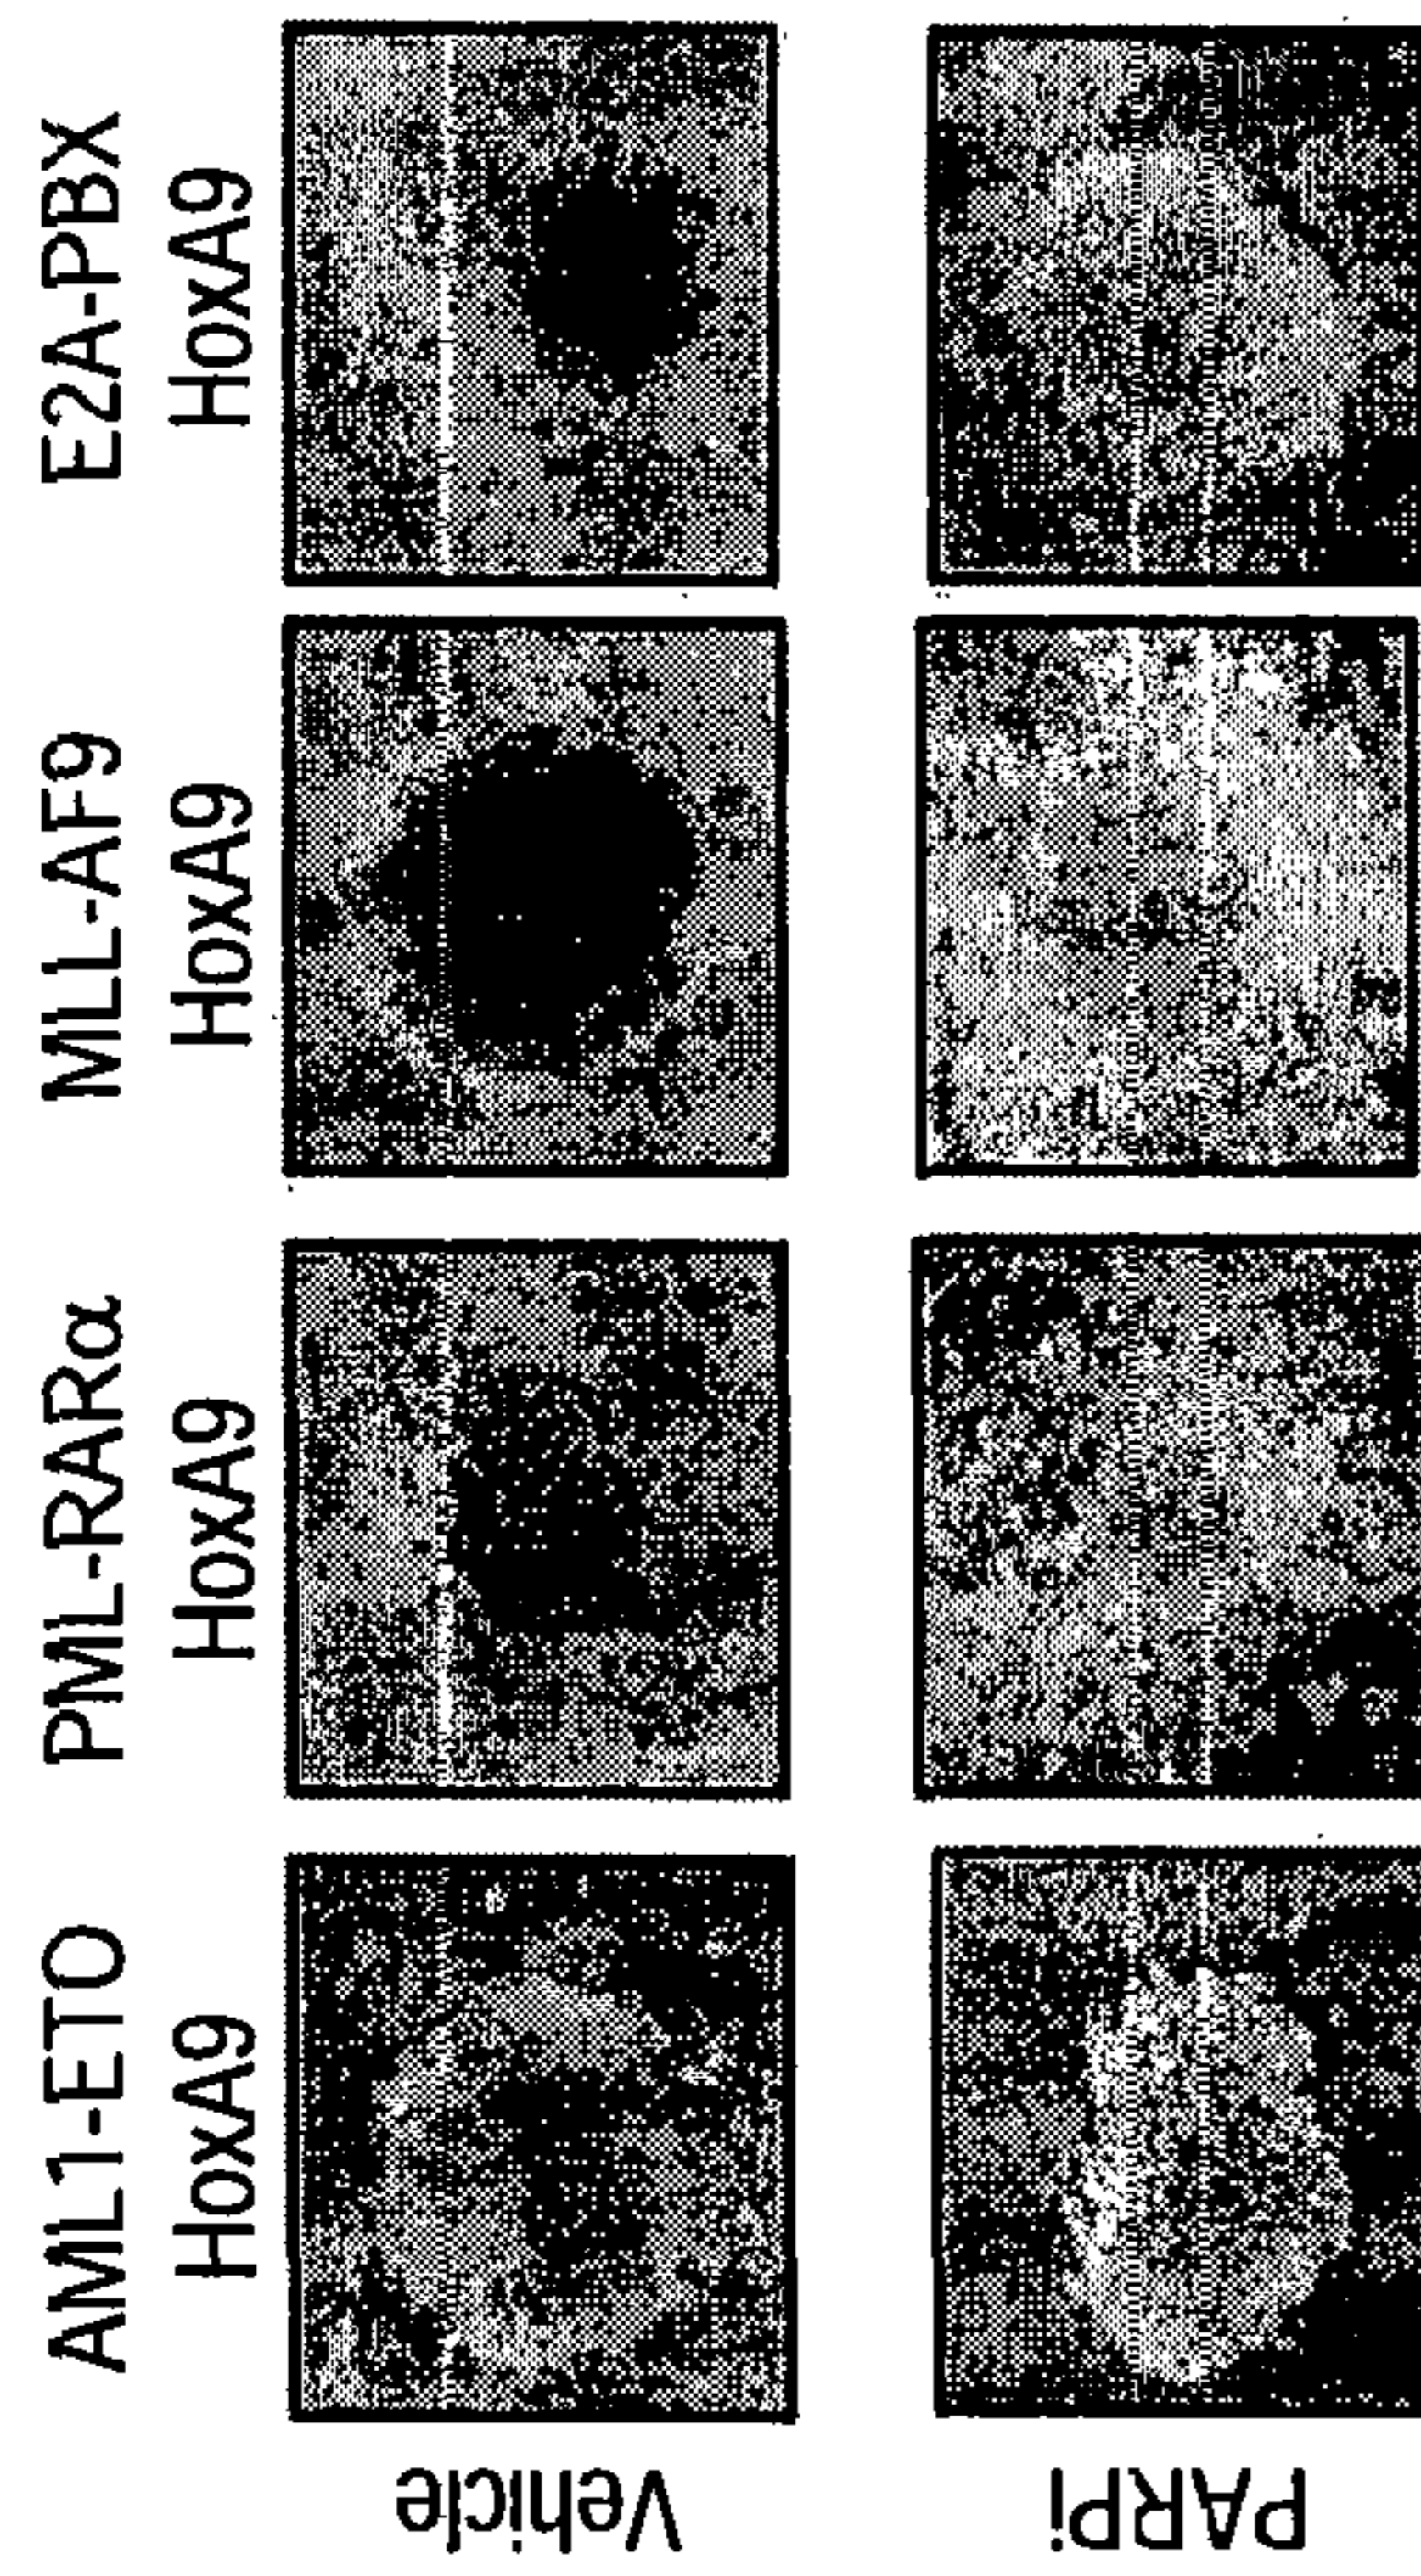 AML1-ETO
HoxA9
PML-RARα
HoxA9
MLL-AF9
HoxA9
E2A-PBX
HoxA9
Vehicle
PARPi